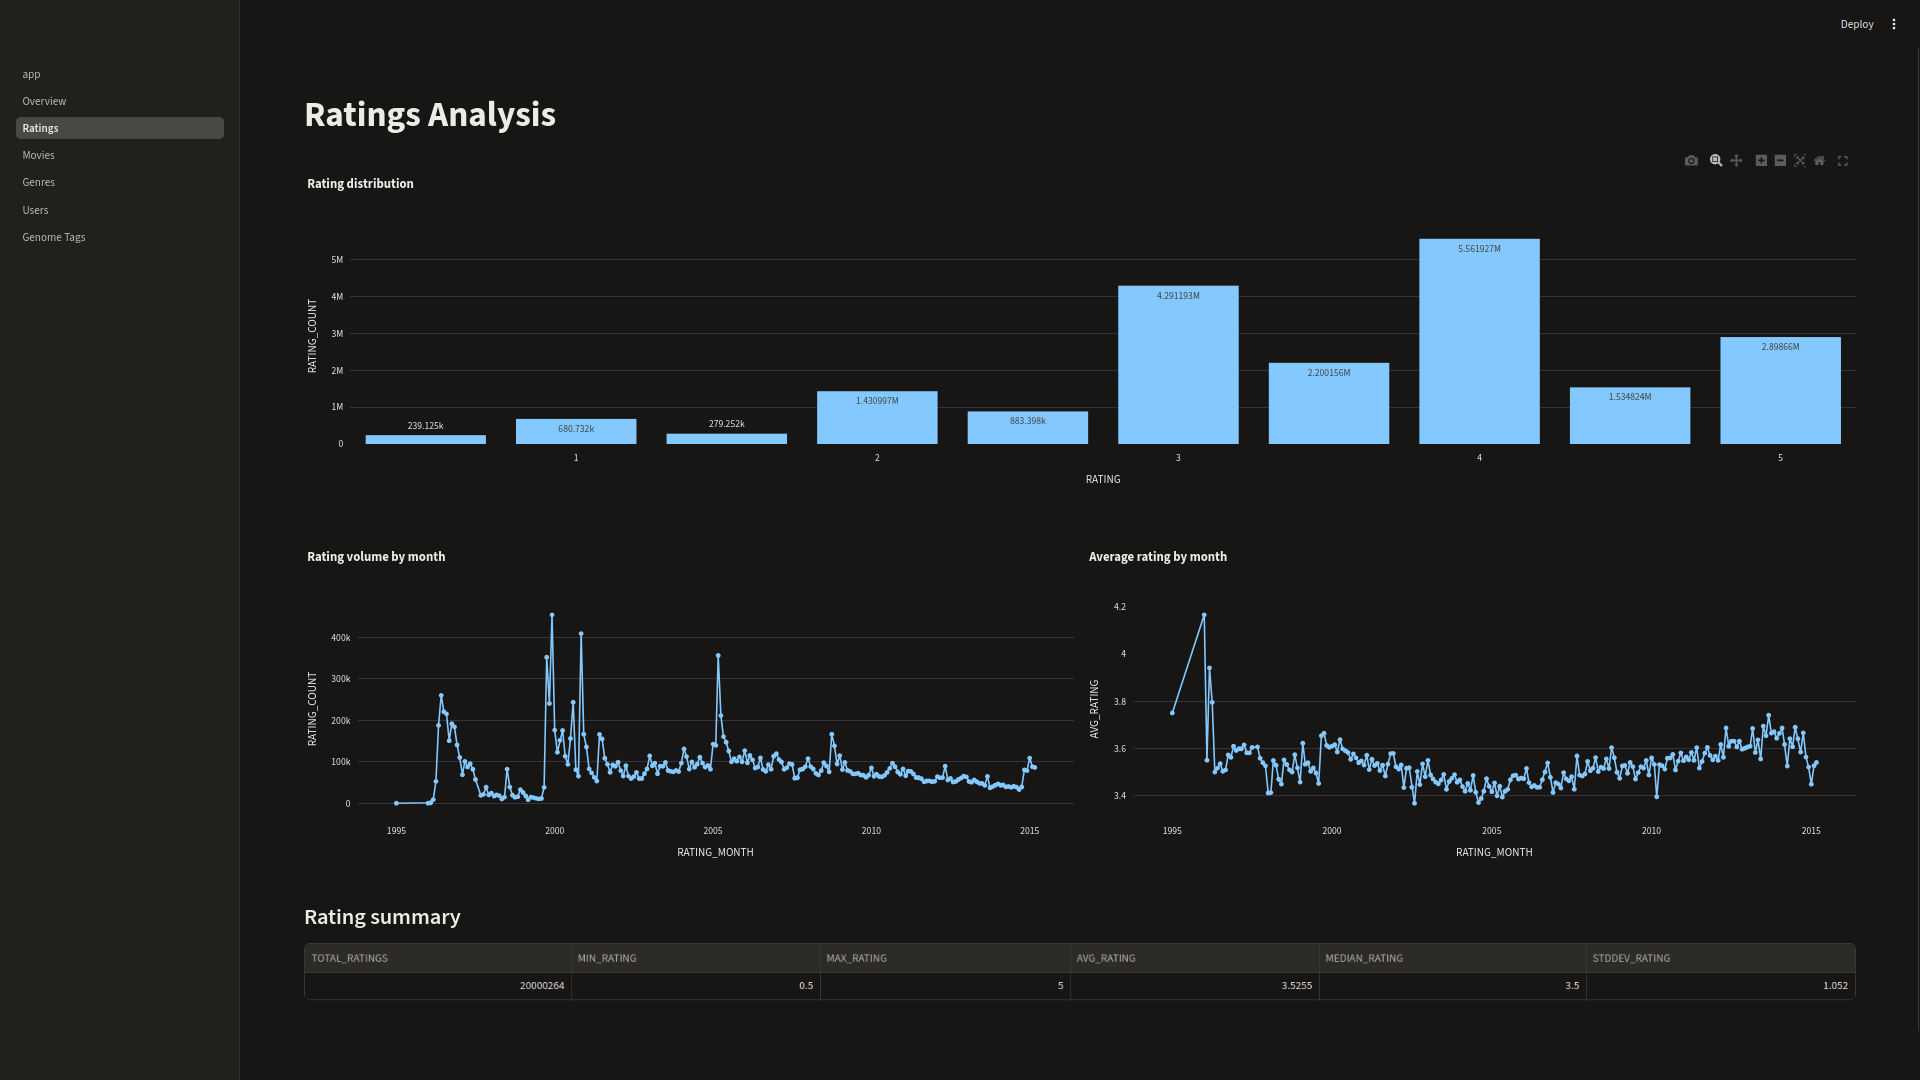 Deploy
app
Overview
Ratings
Movies
Genres
Users
Genome Tags
Ratings Analysis
Rating distribution
RATING_COUNT
5M
4M
3M
2M
1M
0
239.125k
680.732k
279.252k
1.430997M
883.398k
4.291193M
2.200156M
5.561927M
1.534824M
2.89866M
1 2 3 4 5
RATING
Rating volume by month
RATING_COUNT
400k
300k
200k
100k
0
1995 2000 2005 2010 2015
RATING_MONTH
Average rating by month
AVG_RATING
4.2
4
3.8
3.6
3.4
1995 2000 2005 2010 2015
RATING_MONTH
Rating summary
TOTAL_RATINGS MIN_RATING MAX_RATING AVG_RATING MEDIAN_RATING STDDEV_RATING
20000264 0.5 5 3.5255 3.5 1.052